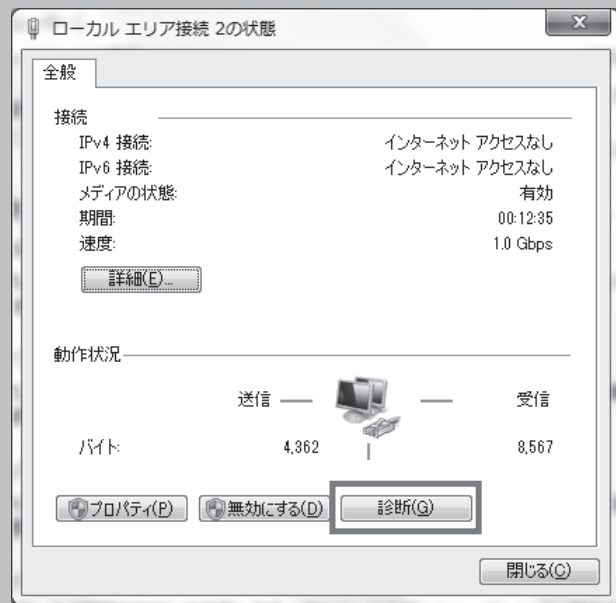 ローカル エリア接続 2の状態
全般
接続
IPv4 接続: インターネット アクセスなし
IPv6 接続: インターネット アクセスなし
メディアの状態: 有効
期間: 00:12:35
速度: 1.0 Gbps
詳細(E)...
動作状況
送信 受信
バイト: 4,362 8,567
プロパティ(P) 無効にする(D) 診断(G)
閉じる(C)